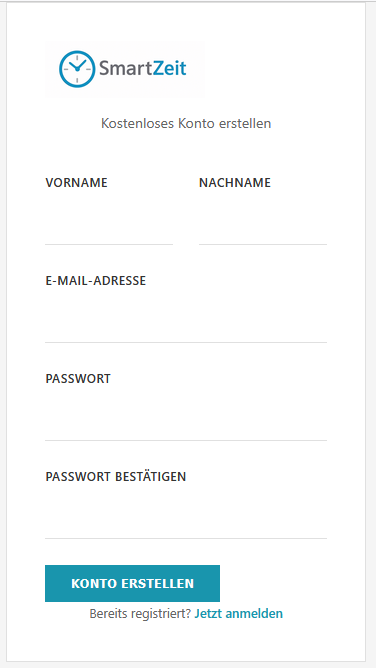 SmartZeit
Kostenloses Konto erstellen
VORNAME NACHNAME
E-MAIL-ADRESSE
PASSWORT
PASSWORT BESTÄTIGEN
KONTO ERSTELLEN
Bereits registriert? Jetzt anmelden